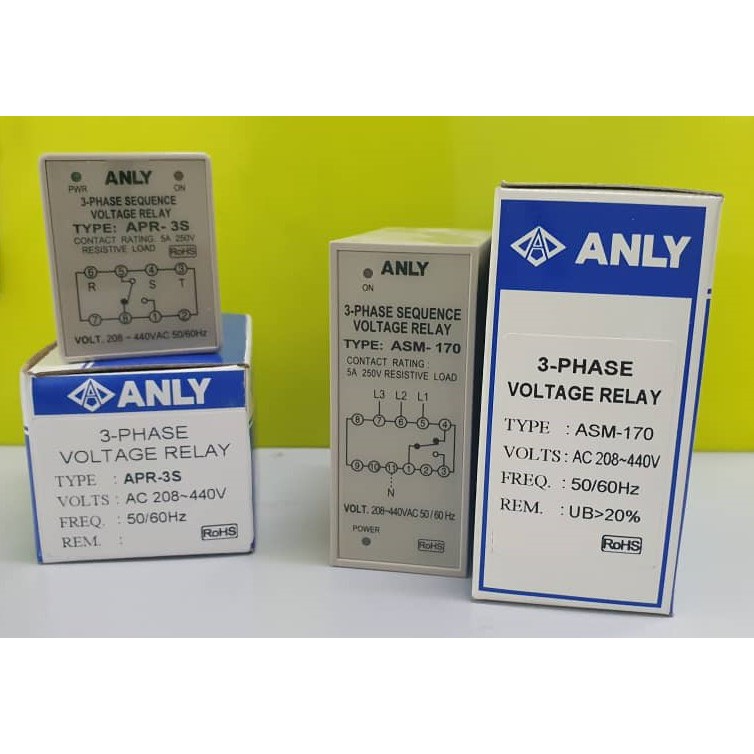 ANLY
PWR ON
3-PHASE SEQUENCE
VOLTAGE RELAY
TYPE: APR- 3S
CONTACT RATING: 5A 250V
RESISTIVE LOAD RoHS
8 5 4 3
R S T
7 6 1 2
VOLT. 208~440VAC 50/60Hz
ANLY
3-PHASE
VOLTAGE RELAY
TYPE : APR-3S
VOLTS : AC 208~440V
FREQ. : 50/60Hz
REM. :
RoHS
ANLY
ON
3-PHASE SEQUENCE
VOLTAGE RELAY
TYPE: ASM- 170
CONTACT RATING :
5A 250V RESISTIVE LOAD
L3 L2 L1
8 7 6 5 4
9 10 11 1 2 3
N
VOLT. 208~440VAC 50/60 Hz
POWER
RoHS
ANLY
3-PHASE
VOLTAGE RELAY
TYPE : ASM-170
VOLTS : AC 208~440V
FREQ. : 50/60Hz
REM. : UB>20%
RoHS